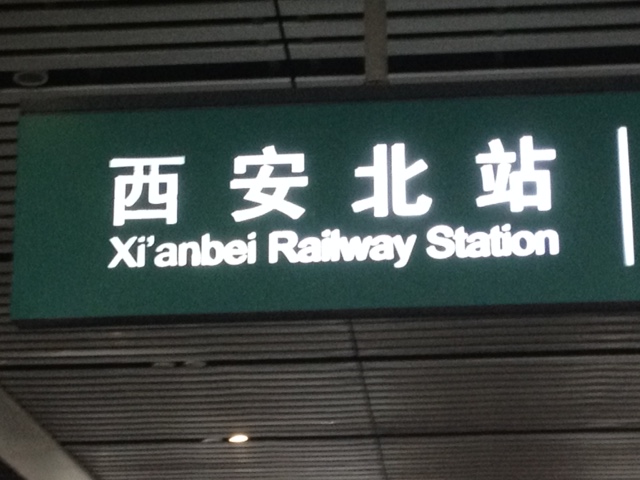 西安北站
Xi'anbei Railway Station